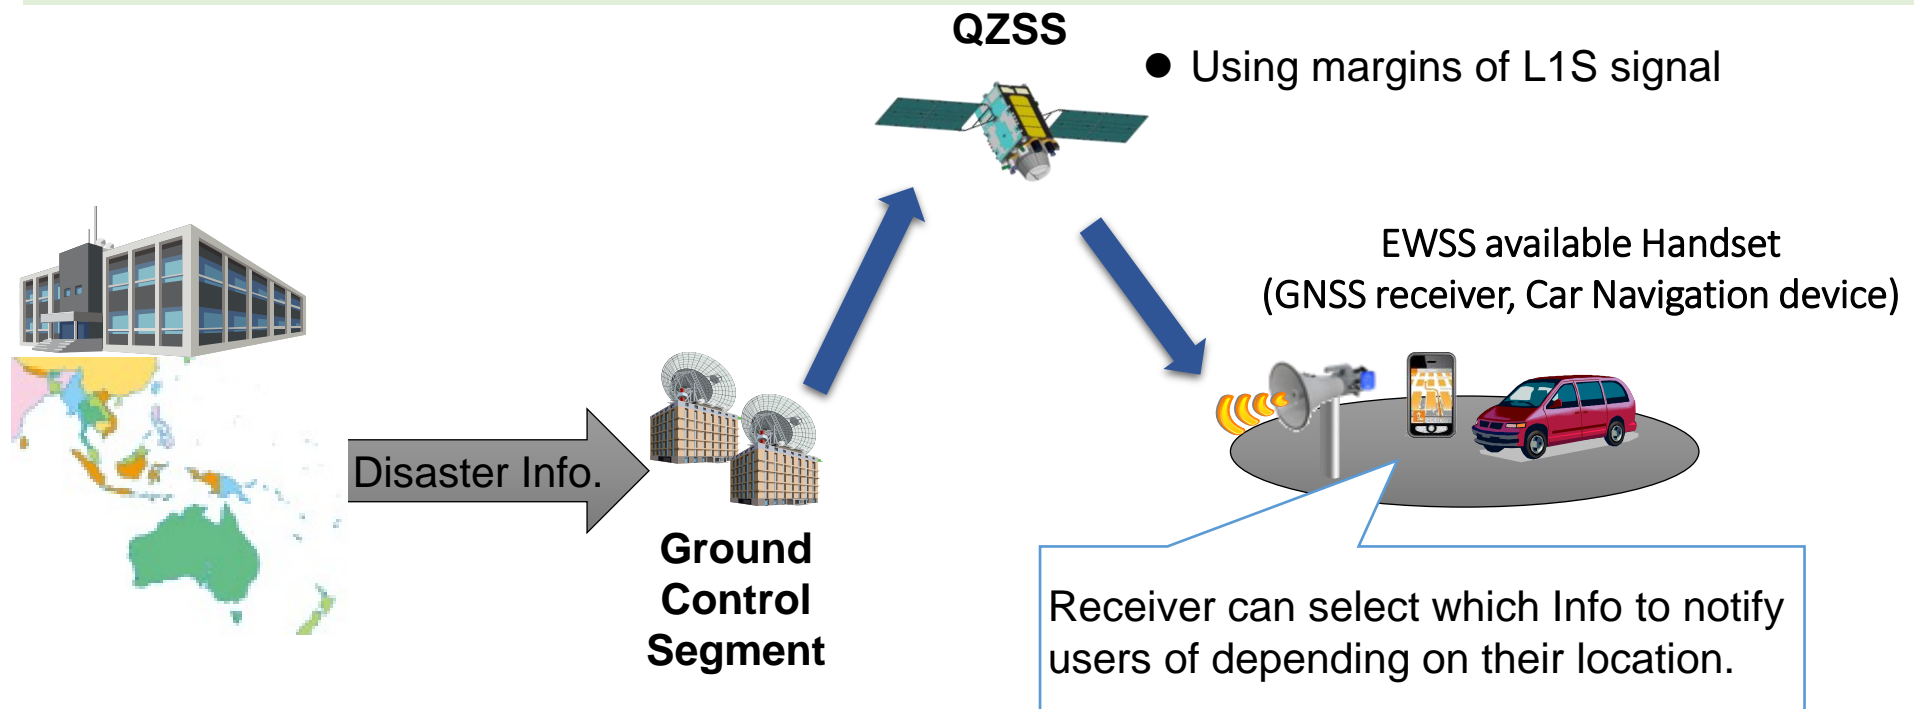 QZSS
● Using margins of L1S signal
EWSS available Handset
(GNSS receiver, Car Navigation device)
Disaster Info.
Ground
Control
Segment
Receiver can select which Info to notify
users of depending on their location.